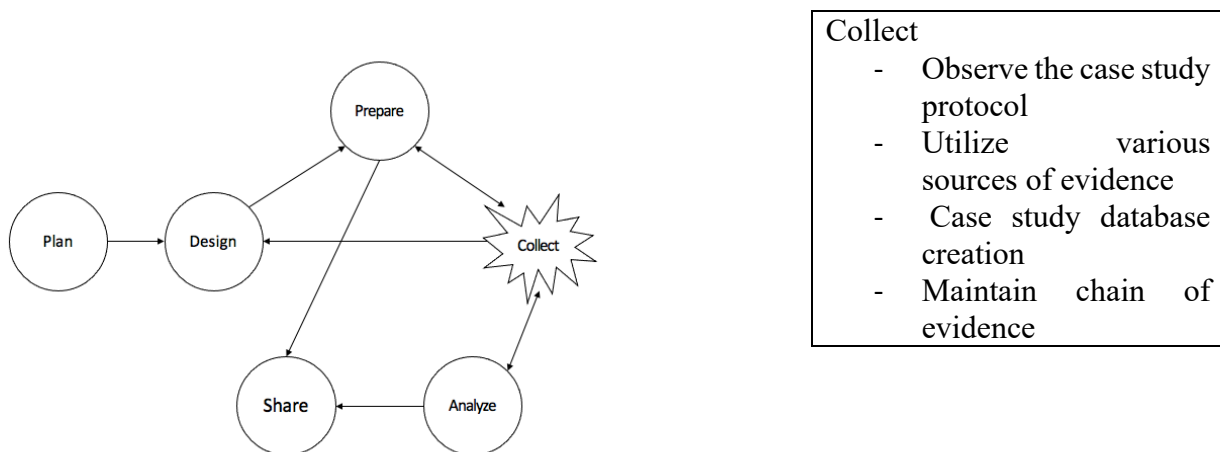 Prepare
Plan
Design
Collect
Share
Analyze
Collect
- Observe the case study
protocol
- Utilize various
sources of evidence
- Case study database
creation
- Maintain chain of
evidence